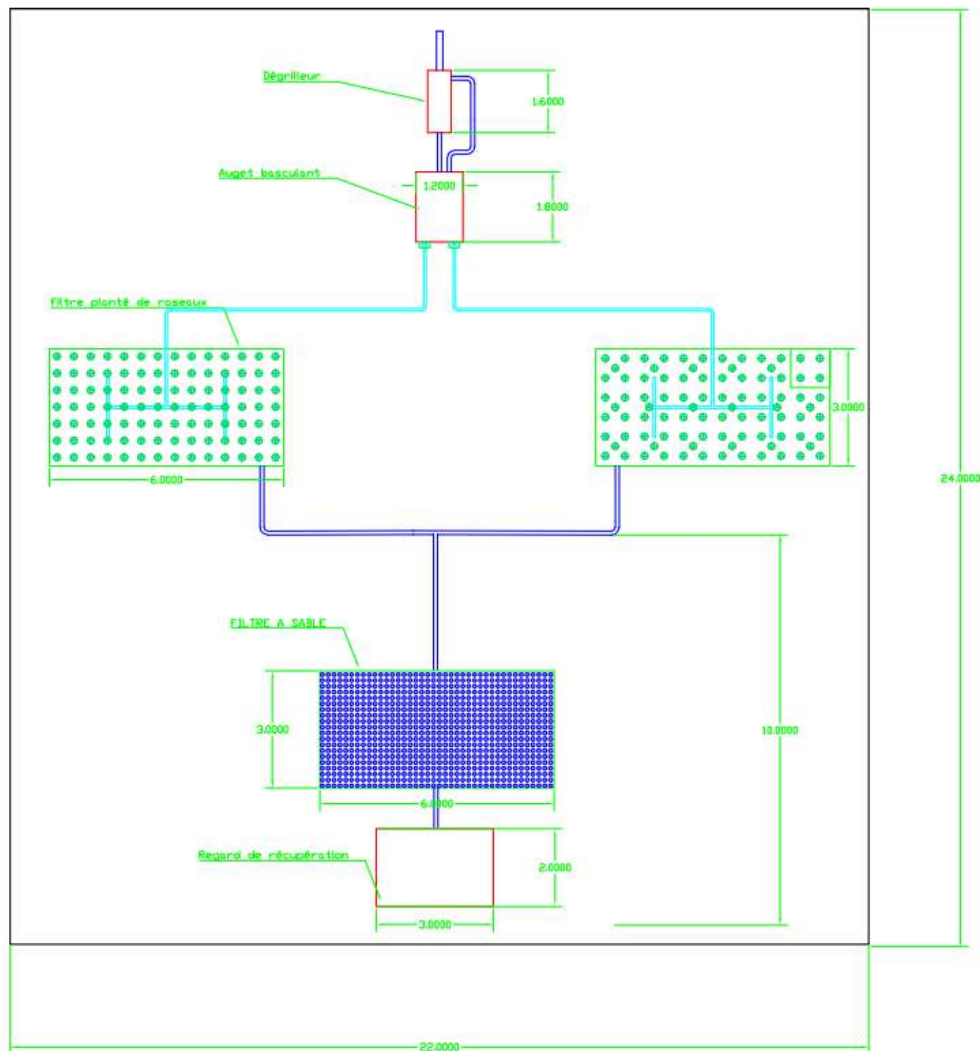 Dégrilleur
1.6000
Auget basculant
1.2000
1.8000
filtre planté de roseaux
3.0000
6.0000
24.0000
FILTRE A SABLE
3.0000
10.0000
6.0000
Regard de récupération
2.0000
3.0000
22.0000